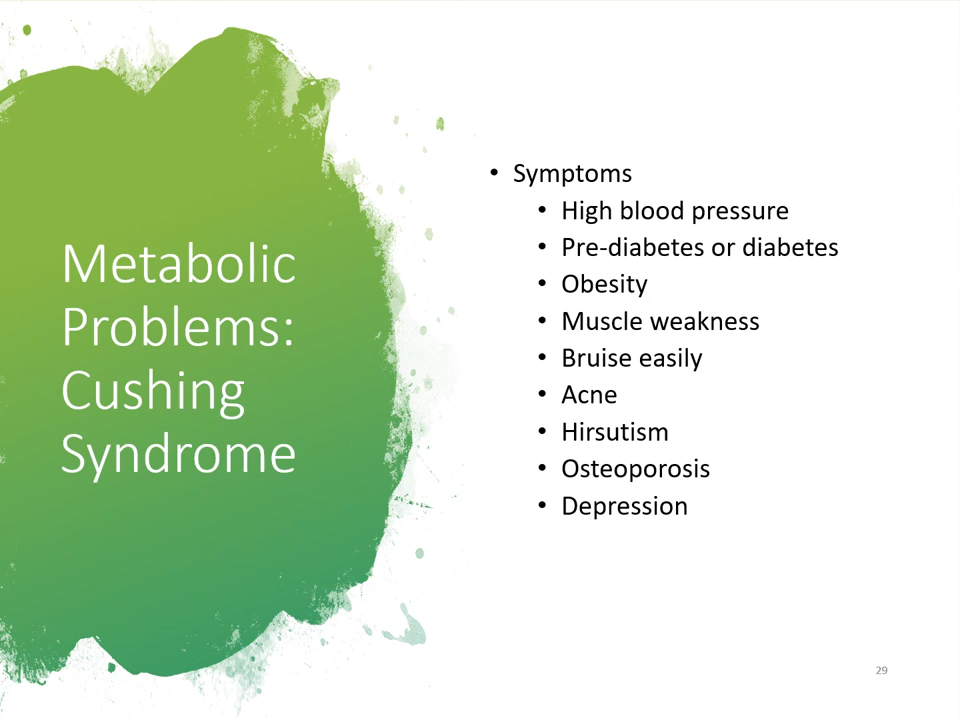 Metabolic
Problems:
Cushing
Syndrome
• Symptoms
• High blood pressure
• Pre-diabetes or diabetes
• Obesity
• Muscle weakness
• Bruise easily
• Acne
• Hirsutism
• Osteoporosis
• Depression
29